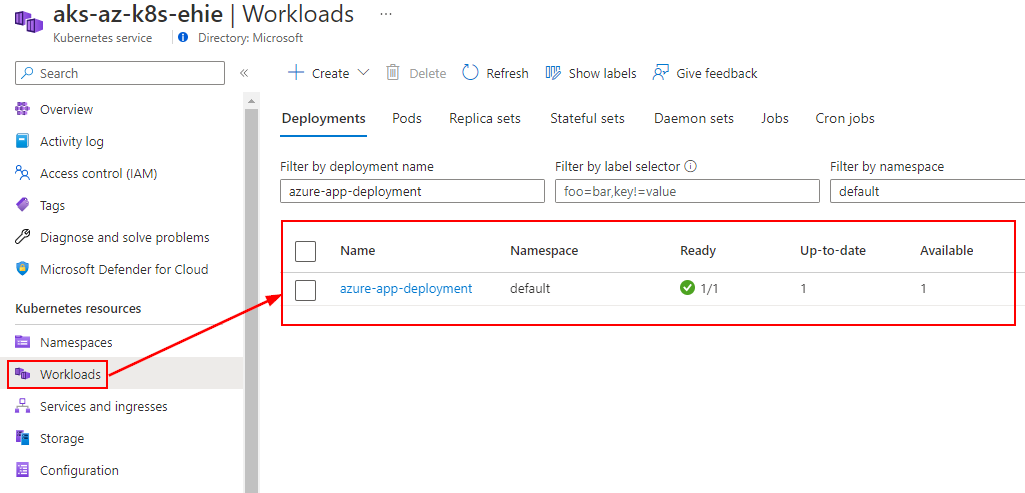 aks-az-k8s-ehie | Workloads ...
Kubernetes service Directory: Microsoft
Search «
Overview
Activity log
Access control (IAM)
Tags
Diagnose and solve problems
Microsoft Defender for Cloud
Kubernetes resources
Namespaces
Workloads
Services and ingresses
Storage
Configuration
Create Delete Refresh Show labels Give feedback
Deployments Pods Replica sets Stateful sets Daemon sets Jobs Cron jobs
Filter by deployment name Filter by label selector Filter by namespace
azure-app-deployment foo=bar,key!=value default
Name Namespace Ready Up-to-date Available
azure-app-deployment default 1/1 1 1